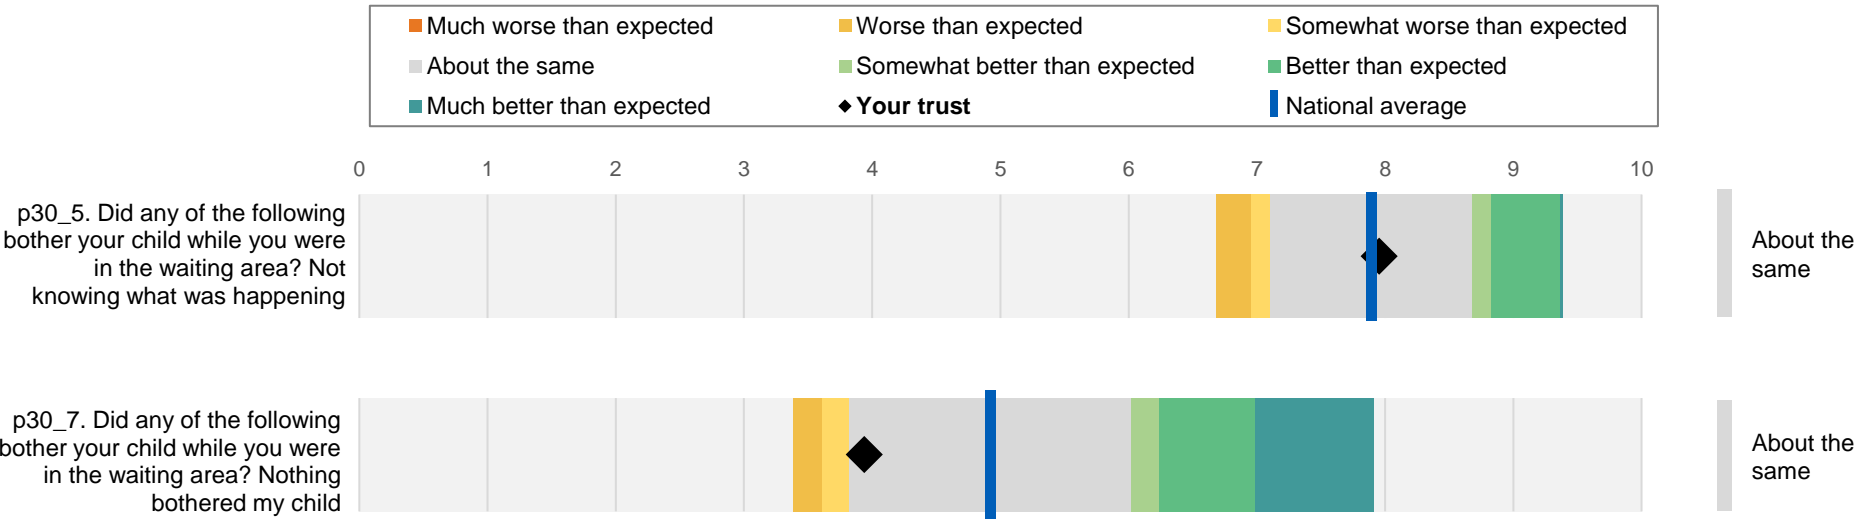 Much worse than expected
Worse than expected
Somewhat worse than expected
About the same
Somewhat better than expected
Better than expected
Much better than expected
Your trust
National average
0 1 2 3 4 5 6 7 8 9 10
p30_5. Did any of the following
bother your child while you were
in the waiting area? Not
knowing what was happening
About the
same
p30_7. Did any of the following
bother your child while you were
in the waiting area? Nothing
bothered my child
About the
same